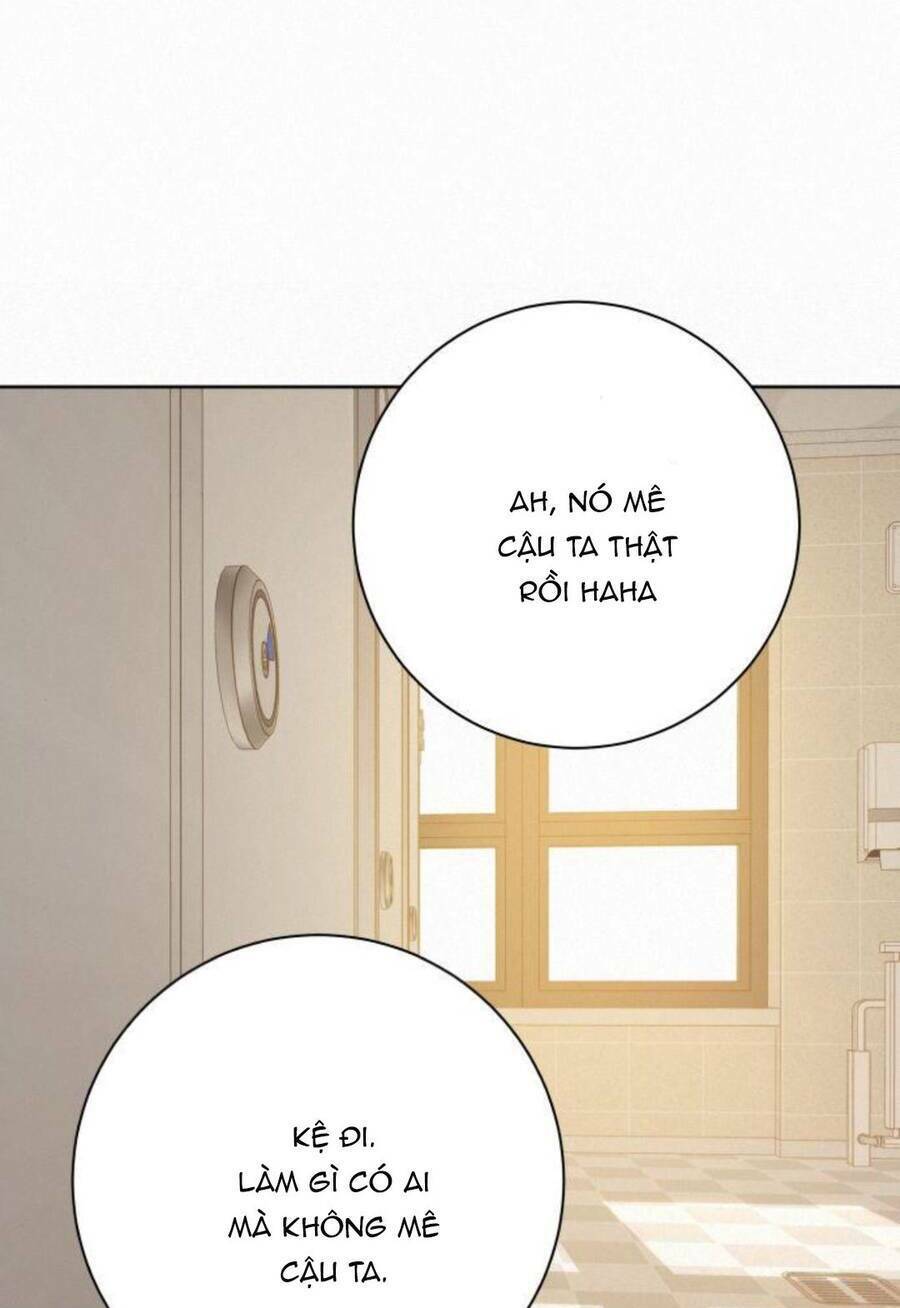 AH, NÓ MÊ
CẬU TA THẬT
RỒI HAHA
KỆ ĐI.
LÀM GÌ CÓ AI
MÀ KHÔNG MÊ
CẬU TA.